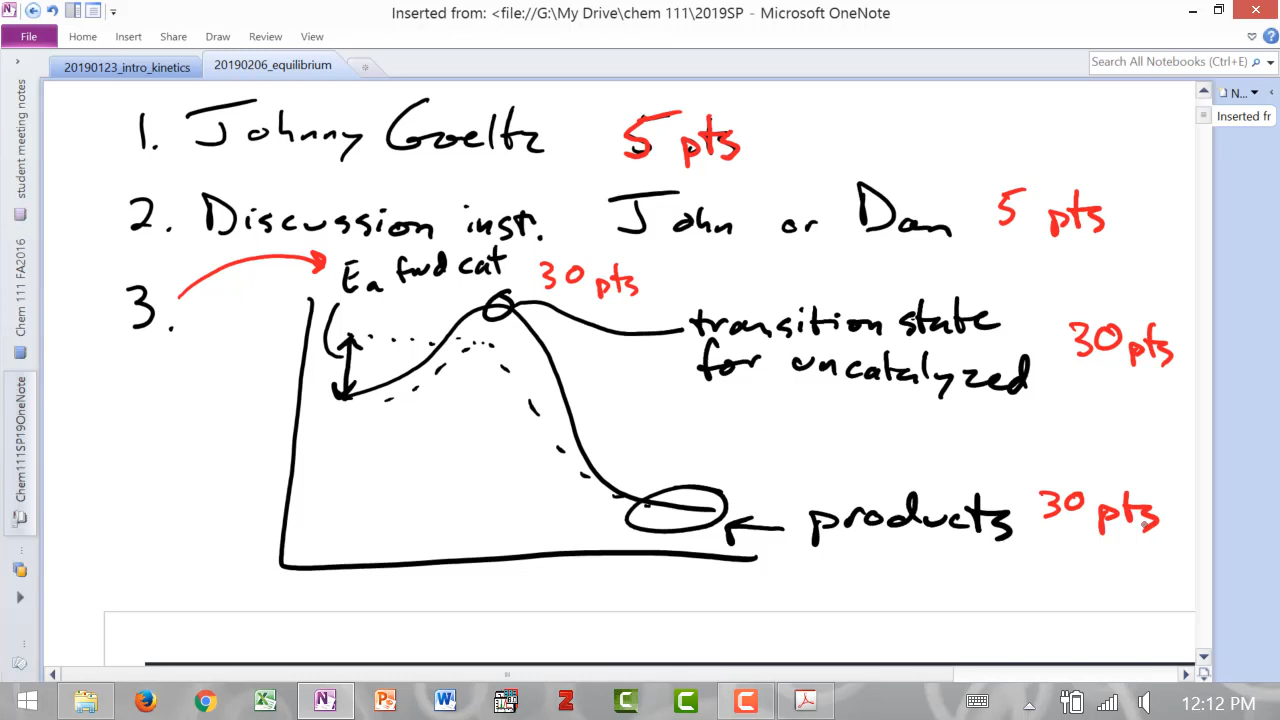 Inserted from: <file://G:\My Drive\chem 111\2019SP - Microsoft OneNote
File Home Insert Share Draw Review View
20190123_intro_kinetics 20190206_equilibrium
Search All Notebooks (Ctrl+E)
N...
Inserted fr
student meeting notes
Chem 111 FA2016
Chem111SP19OneNote
1. Johnny Goeltz 5 pts
2. Discussion inst. John or Dan 5 pts
3. Ea fwd cat 30 pts
transition state 30 pts
for uncatalyzed
products 30 pts
12:12 PM